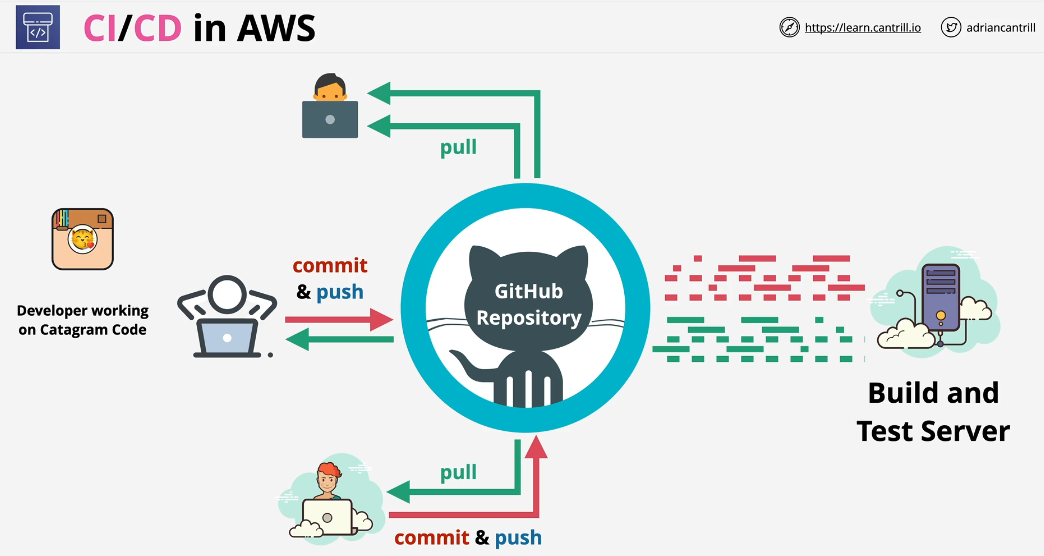 CI/CD in AWS
https://learn.cantrill.io
adriancantrill
pull
Developer working
on Catagram Code
commit
& push
GitHub
Repository
Build and
Test Server
pull
commit & push